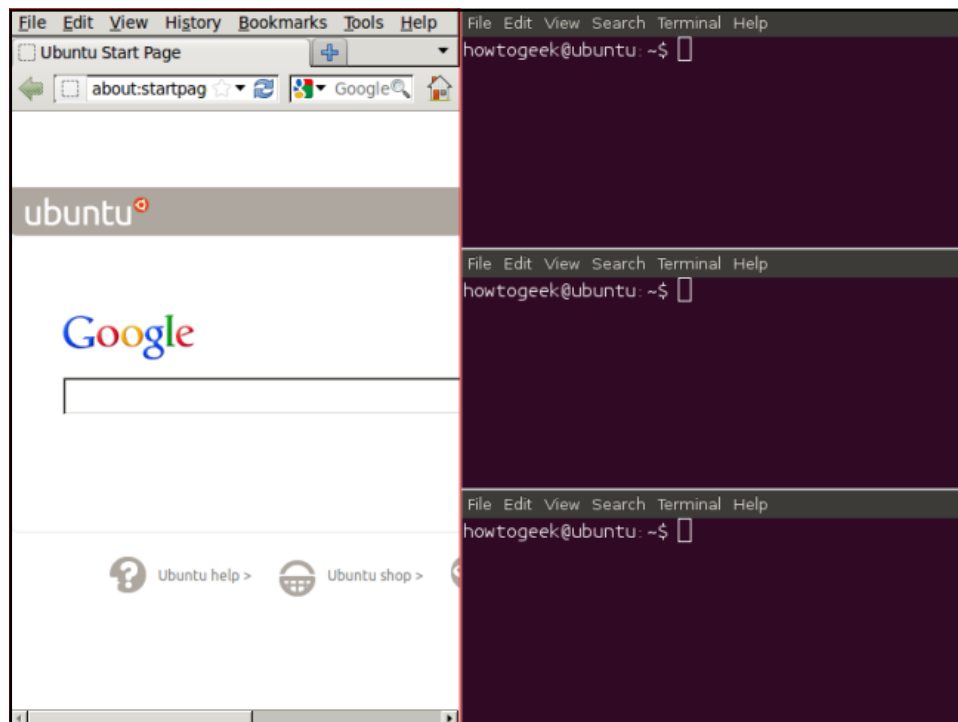 File Edit View History Bookmarks Tools Help
Ubuntu Start Page
about:startpag Google
ubuntu
Google
Ubuntu help > Ubuntu shop >
File Edit View Search Terminal Help
howtogeek@ubuntu:~$
File Edit View Search Terminal Help
howtogeek@ubuntu:~$
File Edit View Search Terminal Help
howtogeek@ubuntu:~$